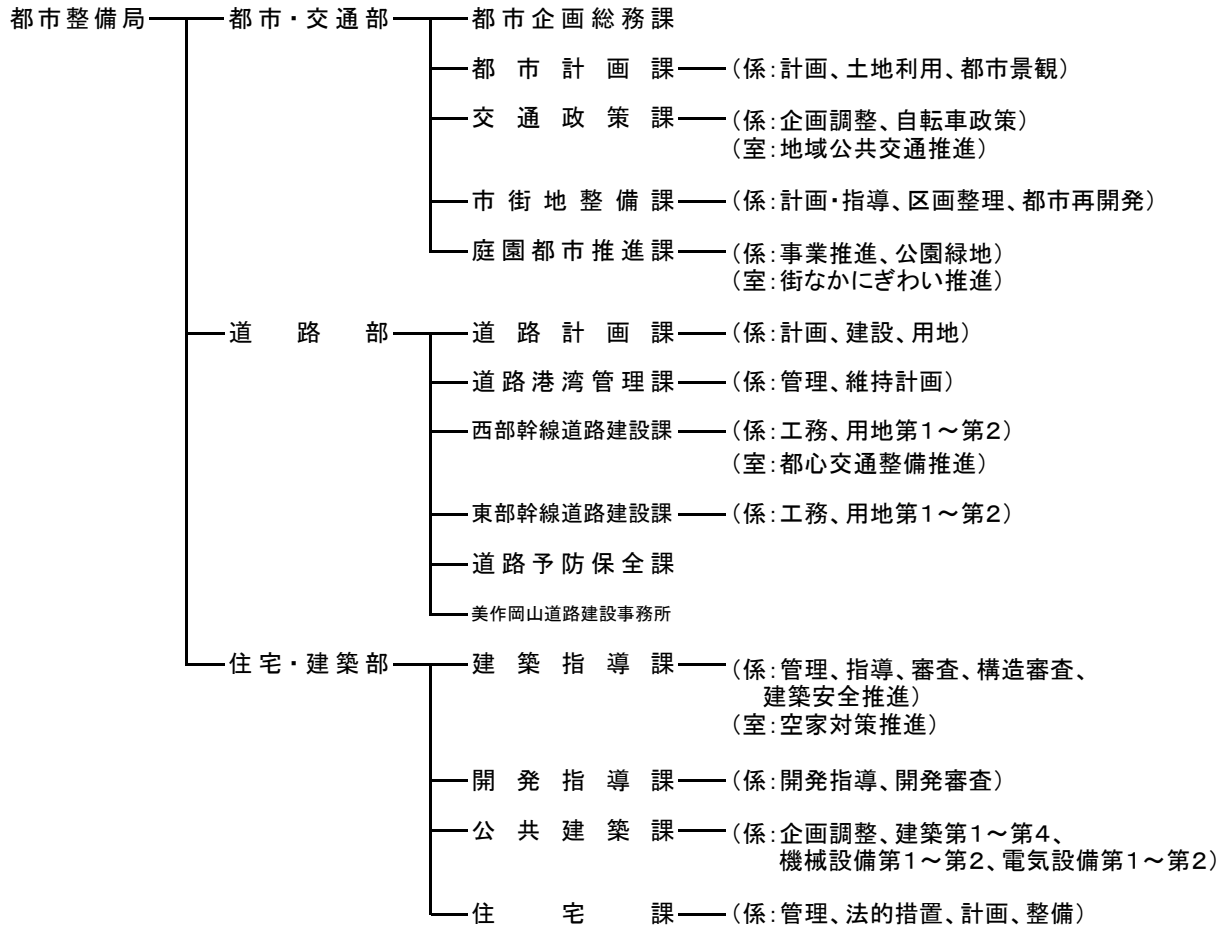 都市整備局 都市・交通部 都市企画総務課
都市計画課 (係:計画、土地利用、都市景観)
交通政策課 (係:企画調整、自転車政策)
(室:地域公共交通推進)
市街地整備課 (係:計画・指導、区画整理、都市再開発)
庭園都市推進課 (係:事業推進、公園緑地)
(室:街なかにぎわい推進)
道路部 道路計画課 (係:計画、建設、用地)
道路港湾管理課 (係:管理、維持計画)
西部幹線道路建設課 (係:工務、用地第1~第2)
(室:都心交通整備推進)
東部幹線道路建設課 (係:工務、用地第1~第2)
道路予防保全課
美作岡山道路建設事務所
住宅・建築部 建築指導課 (係:管理、指導、審査、構造審査、
建築安全推進)
(室:空家対策推進)
開発指導課 (係:開発指導、開発審査)
公共建築課 (係:企画調整、建築第1~第4、
機械設備第1~第2、電気設備第1~第2)
住宅課 (係:管理、法的措置、計画、整備)